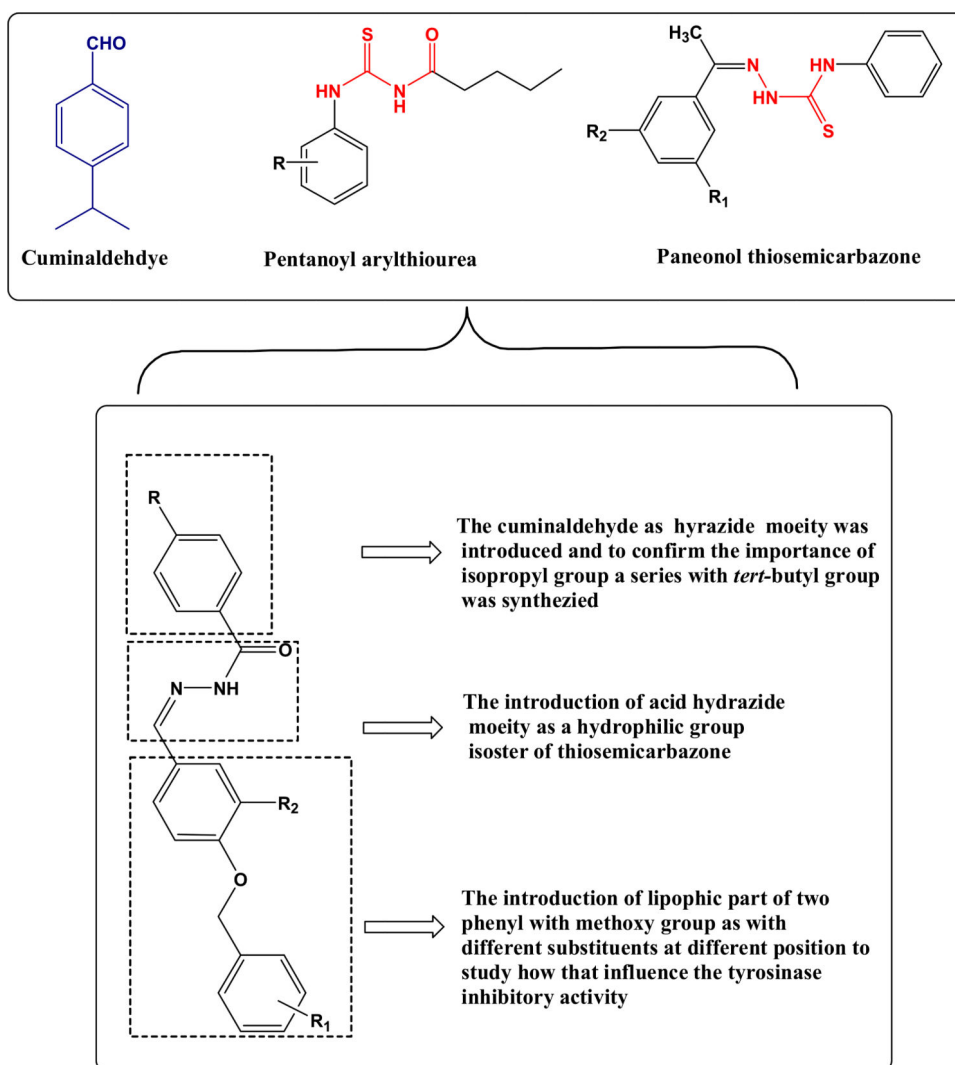 CHO
Cuminaldehdye
S
O
HN
N
H
R
Pentanoyl arylthiourea
H₃C
N
HN
HN
S
R₂
R₁
Paneonol thiosemicarbazone
R
O
N
NH
R₂
O
R₁
The cuminaldehyde as hyrazide moeity was
introduced and to confirm the importance of
isopropyl group a series with tert-butyl group
was synthezied
The introduction of acid hydrazide
moeity as a hydrophilic group
isoster of thiosemicarbazone
The introduction of lipophic part of two
phenyl with methoxy group as with
different substituents at different position to
study how that influence the tyrosinase
inhibitory activity